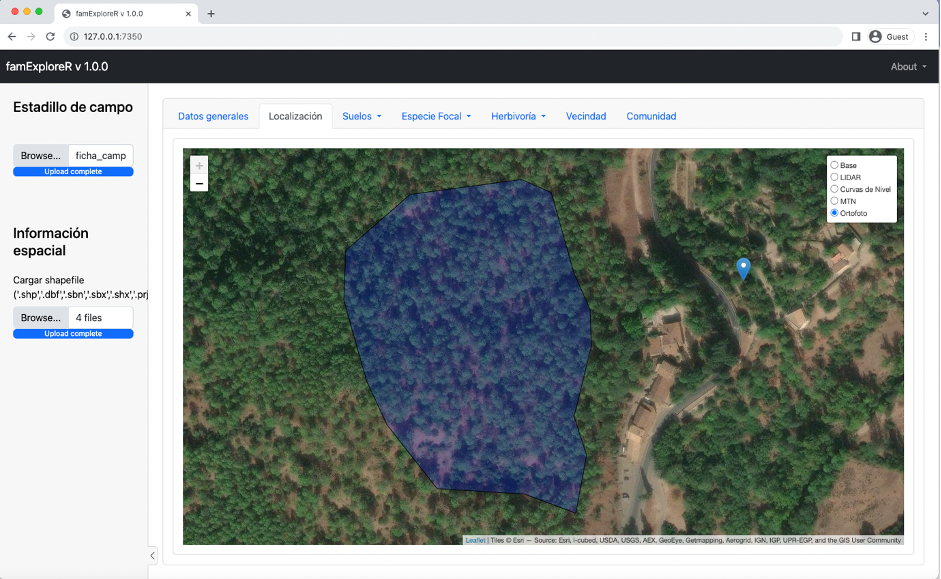 famExploreR v 1.0.0
127.0.0.1:7350
Guest
famExploreR v 1.0.0
About
Estadillo de campo
Browse...
ficha_camp
Upload complete
Información
espacial
Cargar shapefile
('.shp','.dbf','.sbn','.sbx','.shx','.prj
Browse...
4 files
Upload complete
Datos generales
Localización
Suelos
Especie Focal
Herbivoría
Vecindad
Comunidad
+
−
Base
LIDAR
Curvas de Nivel
MTN
Ortofoto
Leaflet | Tiles © Esri — Source: Esri, i-cubed, USDA, USGS, AEX, GeoEye, Getmapping, Aerogrid, IGN, IGP, UPR-EGP, and the GIS User Community